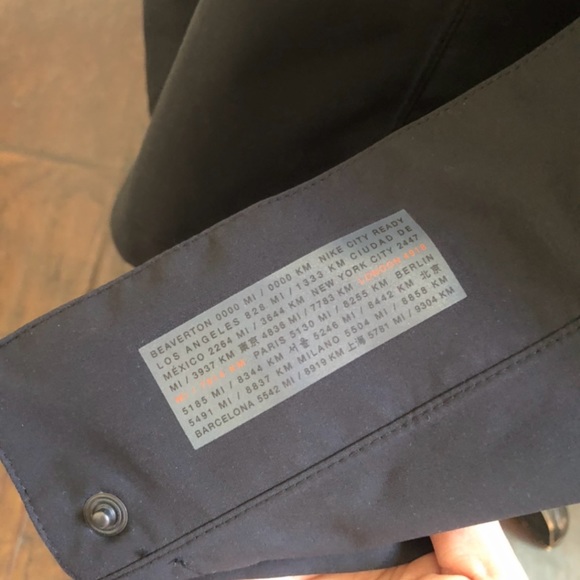 BEAVERTON 0000 MI / 0000 KM NIKE CITY READY
LOS ANGELES 828 MI / 1333 KM CIUDAD DE
MÉXICO 2264 MI / 3644 KM NEW YORK CITY 2447
MI / 3937 KM 東京 4836 MI / 7783 KM LONDON 4918
MI / KM PARIS 5130 MI / 8255 KM BERLIN
5185 MI / 8344 KM 서울 5246 MI / 8442 KM 北京
5491 MI / 8837 KM MILANO 5504 MI / 8858 KM
BARCELONA 5542 MI / 8919 KM 上海 5781 MI / 9304 KM